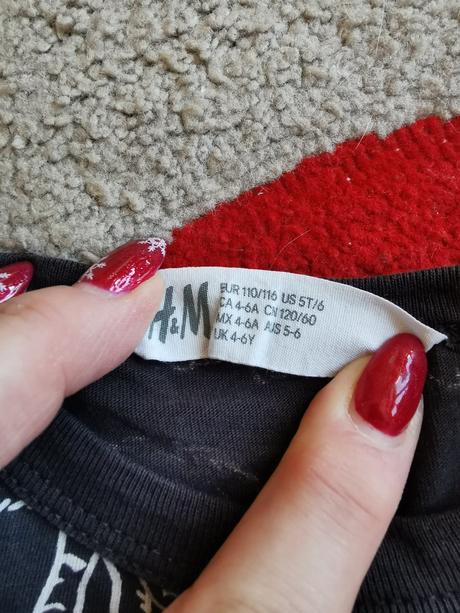 H&M
EUR 110/116 US 5T/6
CA 4-6A CN 120/60
MX 4-6A AUS 5-6
UK 4-6Y